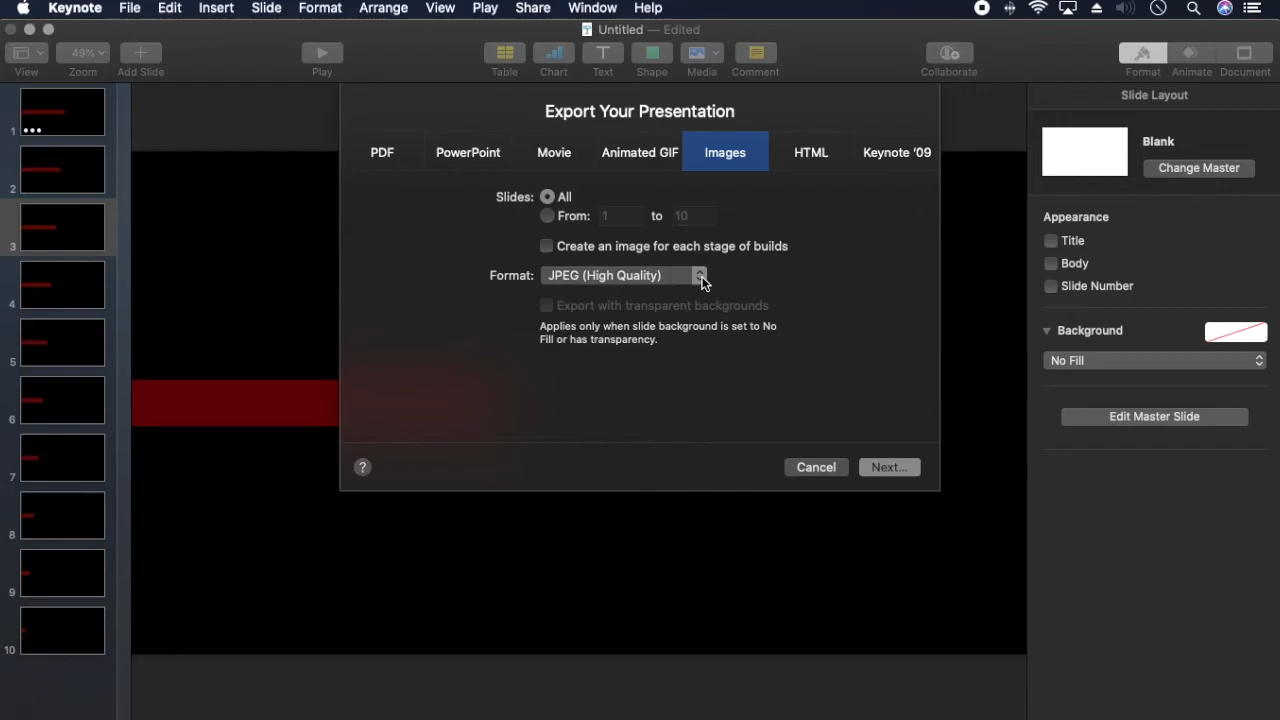 Keynote File Edit Insert Slide Format Arrange View Play Share Window Help
Untitled — Edited
49%
View Zoom Add Slide Play Table Chart Text Shape Media Comment Collaborate Format Animate Document
Export Your Presentation
Slide Layout
PDF PowerPoint Movie Animated GIF Images HTML Keynote '09
Blank
Change Master
Slides: All
From: 1 to 10
Create an image for each stage of builds
Format: JPEG (High Quality)
Export with transparent backgrounds
Applies only when slide background is set to No
Fill or has transparency.
? Cancel Next...
Appearance
Title
Body
Slide Number
Background
No Fill
Edit Master Slide
1
2
3
4
5
6
7
8
9
10